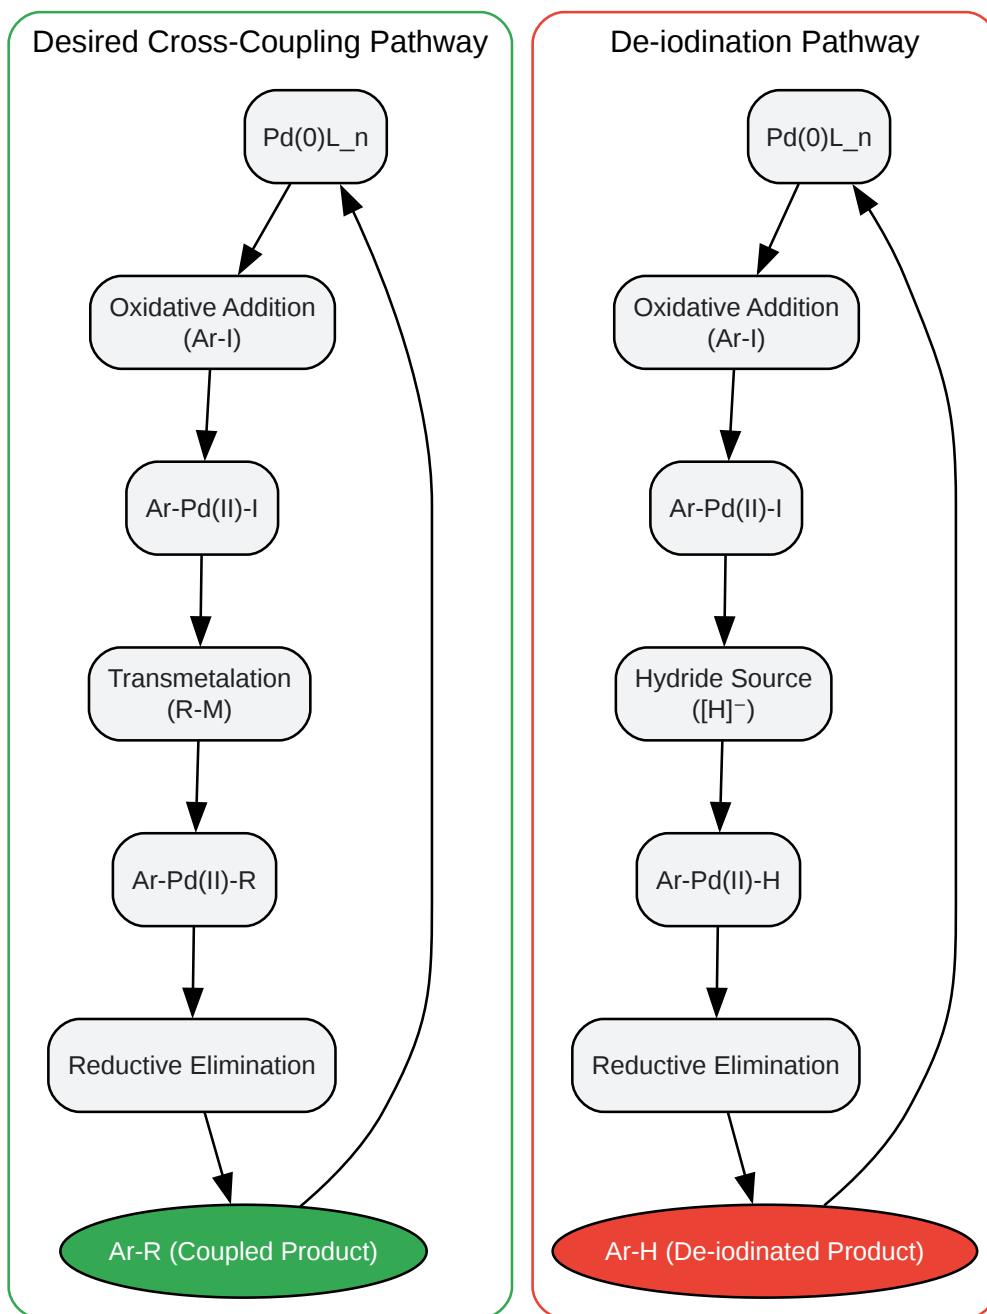 Desired Cross-Coupling Pathway
Pd(0)L_n
Oxidative Addition
(Ar-I)
Ar-Pd(II)-I
Transmetalation
(R-M)
Ar-Pd(II)-R
Reductive Elimination
Ar-R (Coupled Product)
De-iodination Pathway
Pd(0)L_n
Oxidative Addition
(Ar-I)
Ar-Pd(II)-I
Hydride Source
([H]⁻)
Ar-Pd(II)-H
Reductive Elimination
Ar-H (De-iodinated Product)